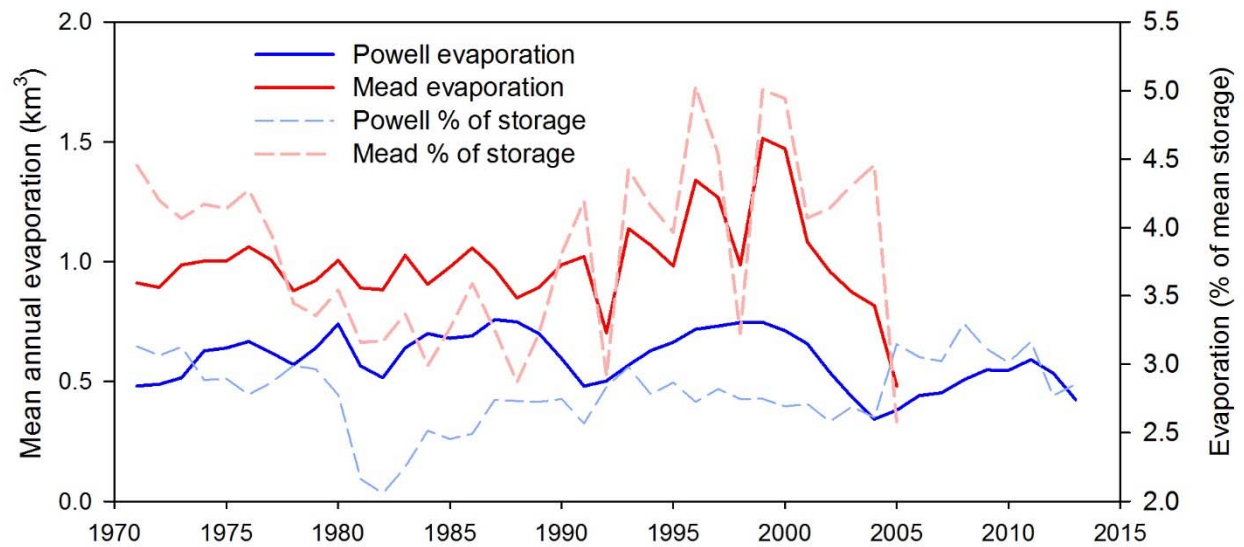 Mean annual evaporation (km³)
2.0
1.5
1.0
0.5
0.0
Powell evaporation
Mead evaporation
Powell % of storage
Mead % of storage
5.5
5.0
4.5
4.0
3.5
3.0
2.5
2.0
Evaporation (% of mean storage)
1970 1975 1980 1985 1990 1995 2000 2005 2010 2015